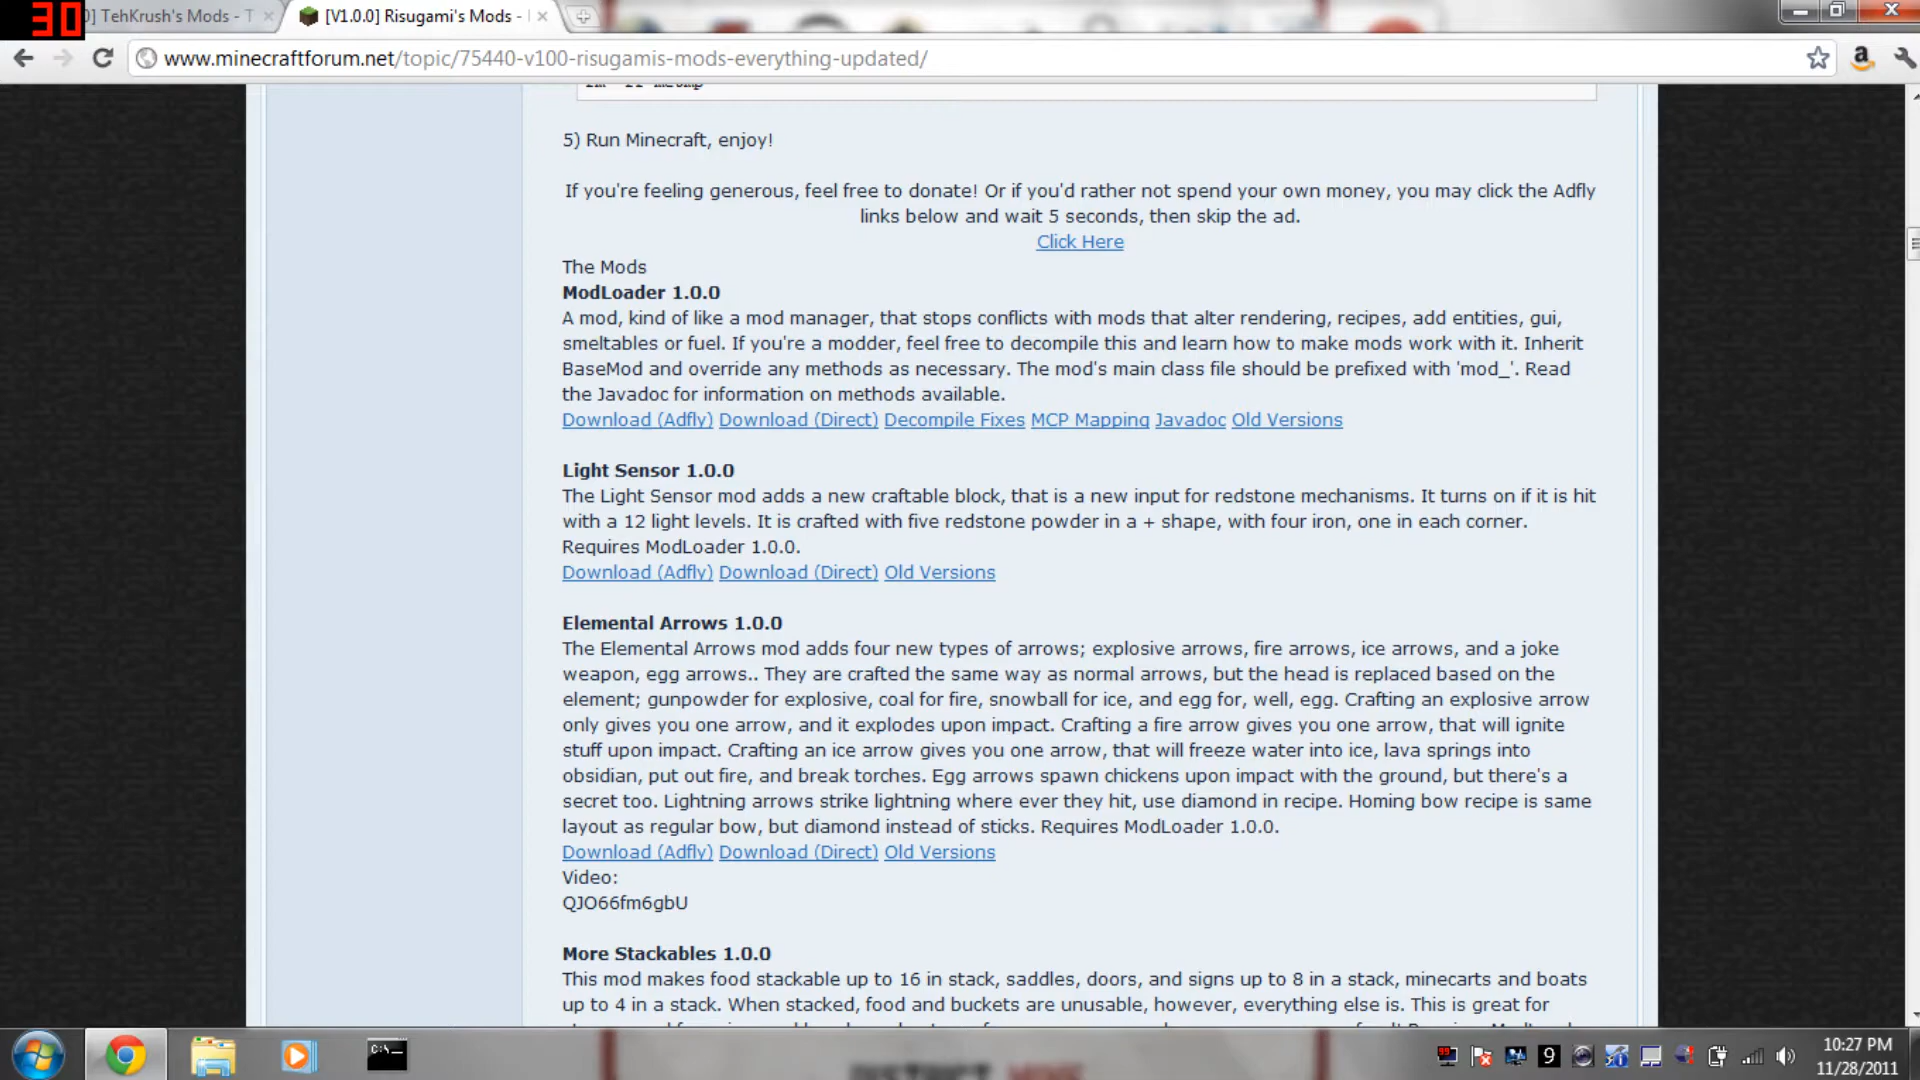 30
0] TehKrush's Mods - T
[V1.0.0] Risugami's Mods -
www.minecraftforum.net/topic/75440-v100-risugamis-mods-everything-updated/
5) Run Minecraft, enjoy!
If you're feeling generous, feel free to donate! Or if you'd rather not spend your own money, you may click the Adfly
links below and wait 5 seconds, then skip the ad.
Click Here
The Mods
ModLoader 1.0.0
A mod, kind of like a mod manager, that stops conflicts with mods that alter rendering, recipes, add entities, gui,
smeltables or fuel. If you're a modder, feel free to decompile this and learn how to make mods work with it. Inherit
BaseMod and override any methods as necessary. The mod's main class file should be prefixed with 'mod_'. Read
the Javadoc for information on methods available.
Download (Adfly) Download (Direct) Decompile Fixes MCP Mapping Javadoc Old Versions
Light Sensor 1.0.0
The Light Sensor mod adds a new craftable block, that is a new input for redstone mechanisms. It turns on if it is hit
with a 12 light levels. It is crafted with five redstone powder in a + shape, with four iron, one in each corner.
Requires ModLoader 1.0.0.
Download (Adfly) Download (Direct) Old Versions
Elemental Arrows 1.0.0
The Elemental Arrows mod adds four new types of arrows; explosive arrows, fire arrows, ice arrows, and a joke
weapon, egg arrows.. They are crafted the same way as normal arrows, but the head is replaced based on the
element; gunpowder for explosive, coal for fire, snowball for ice, and egg for, well, egg. Crafting an explosive arrow
only gives you one arrow, and it explodes upon impact. Crafting a fire arrow gives you one arrow, that will ignite
stuff upon impact. Crafting an ice arrow gives you one arrow, that will freeze water into ice, lava springs into
obsidian, put out fire, and break torches. Egg arrows spawn chickens upon impact with the ground, but there's a
secret too. Lightning arrows strike lightning where ever they hit, use diamond in recipe. Homing bow recipe is same
layout as regular bow, but diamond instead of sticks. Requires ModLoader 1.0.0.
Download (Adfly) Download (Direct) Old Versions
Video:
QJO66fm6gbU
More Stackables 1.0.0
This mod makes food stackable up to 16 in stack, saddles, doors, and signs up to 8 in a stack, minecarts and boats
up to 4 in a stack. When stacked, food and buckets are unusable, however, everything else is. This is great for
C:\_
9
10:27 PM
11/28/2011